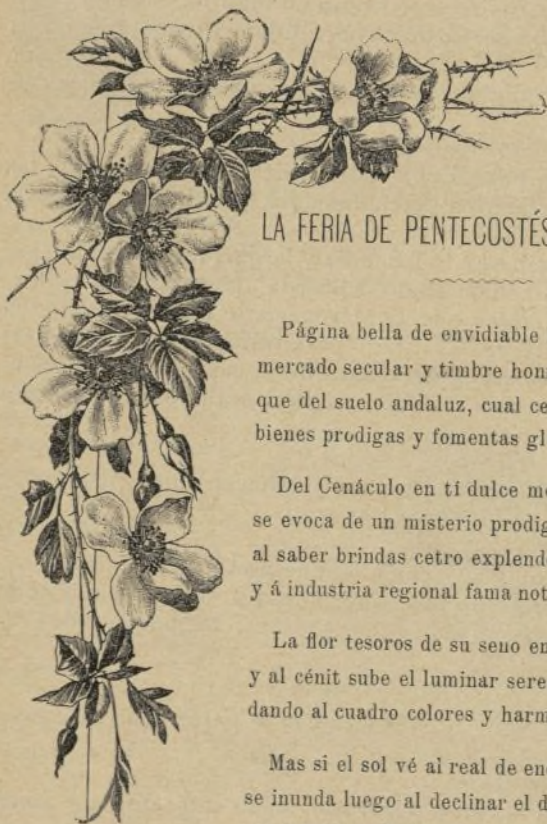 LA FERIA DE PENTECOSTÉS
Página bella de envidiable
mercado secular y timbre
que del suelo andaluz, cual
bienes prodigas y fomentas
Del Cenáculo en tí dulce
se evoca de un misterio
al saber brindas cetro
y á industria regional fama
La flor tesoros de su seno
y al cénit sube el luminar
dando al cuadro colores y
Mas si el sol vé al real de
se inunda luego al declinar el